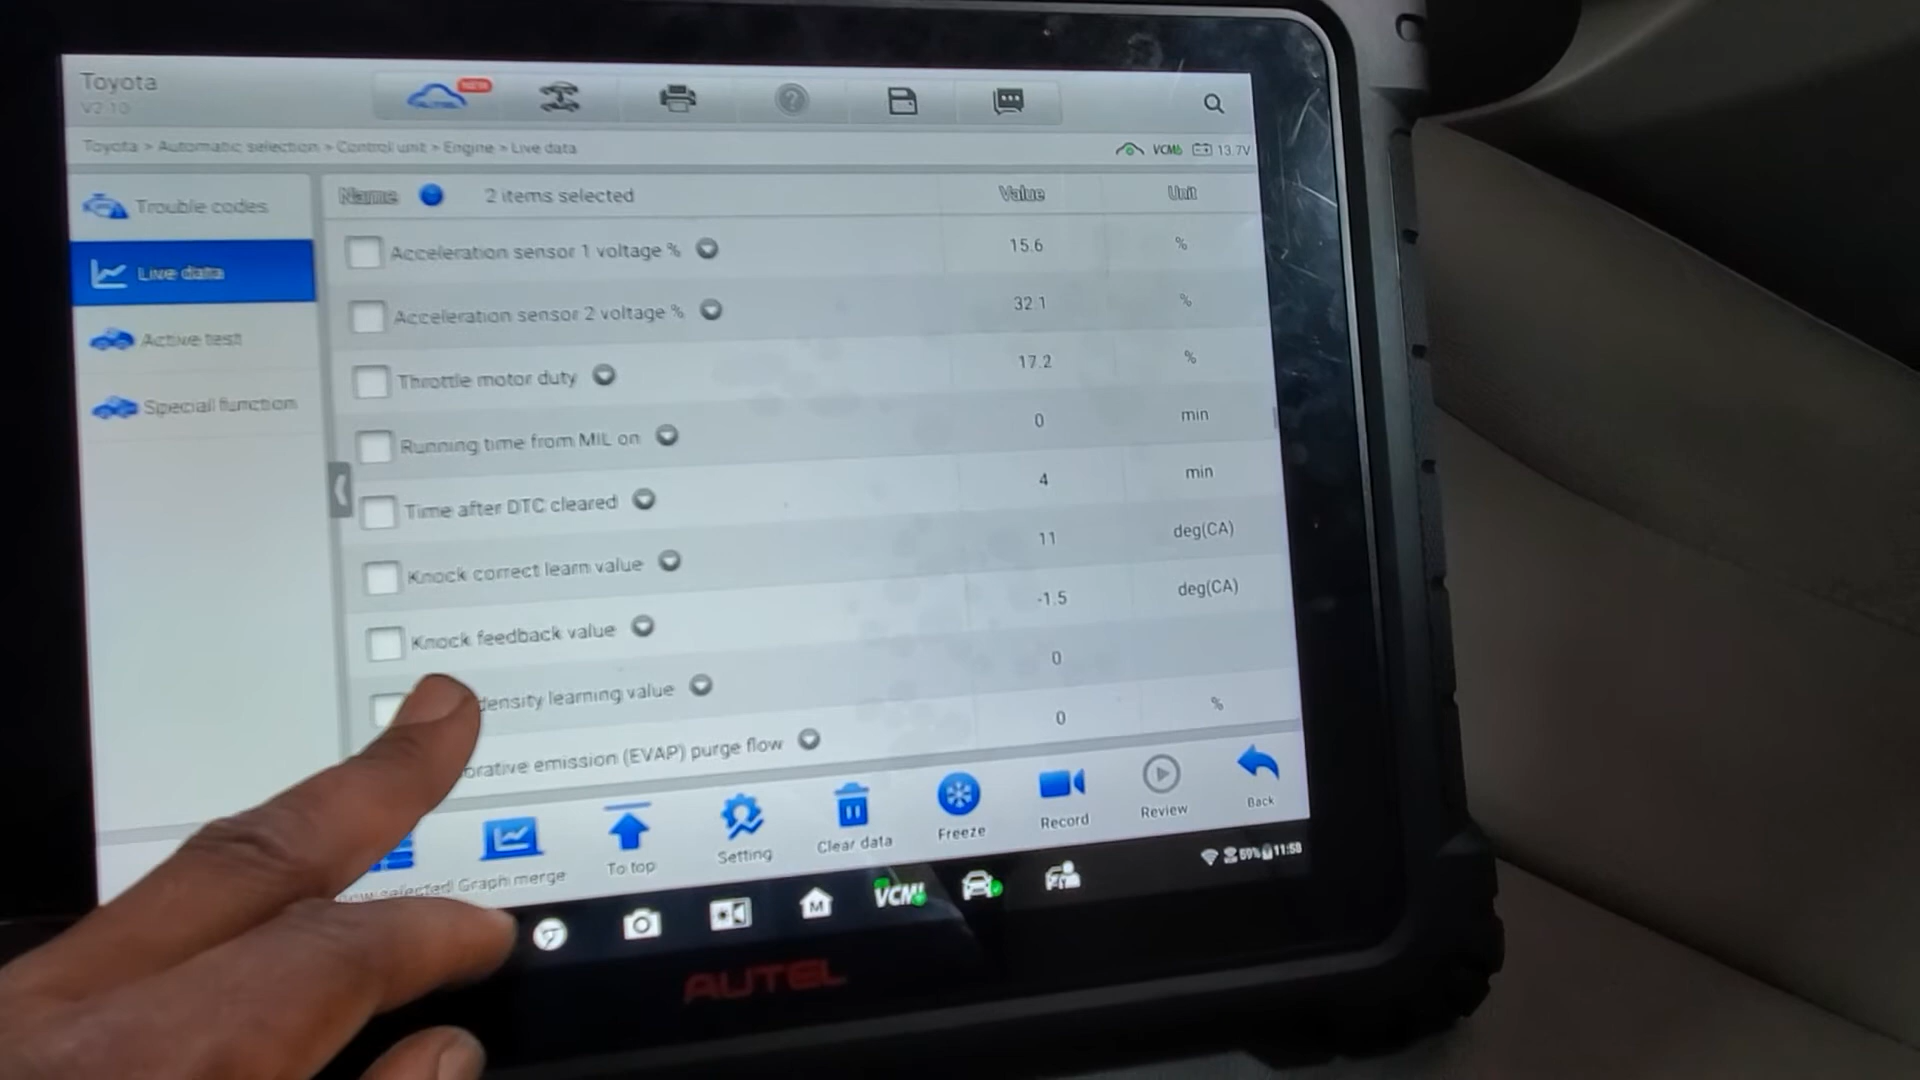 Toyota
V2.10
NEW
AUTEL
Toyota > Automatic selection > Control unit > Engine > Live data
VCMI 13.7V
Trouble codes
Live data
Active test
Special function
Name 2 items selected Value Unit
Acceleration sensor 1 voltage % 15.6 %
Acceleration sensor 2 voltage % 32.1 %
Throttle motor duty 17.2 %
Running time from MIL on 0 min
Time after DTC cleared 4 min
Knock correct learn value 11 deg(CA)
Knock feedback value -1.5 deg(CA)
density learning value 0
orative emission (EVAP) purge flow 0 %
selected Graph merge To top Setting Clear data Freeze Record Review Back
M VCMI 11:58
AUTEL